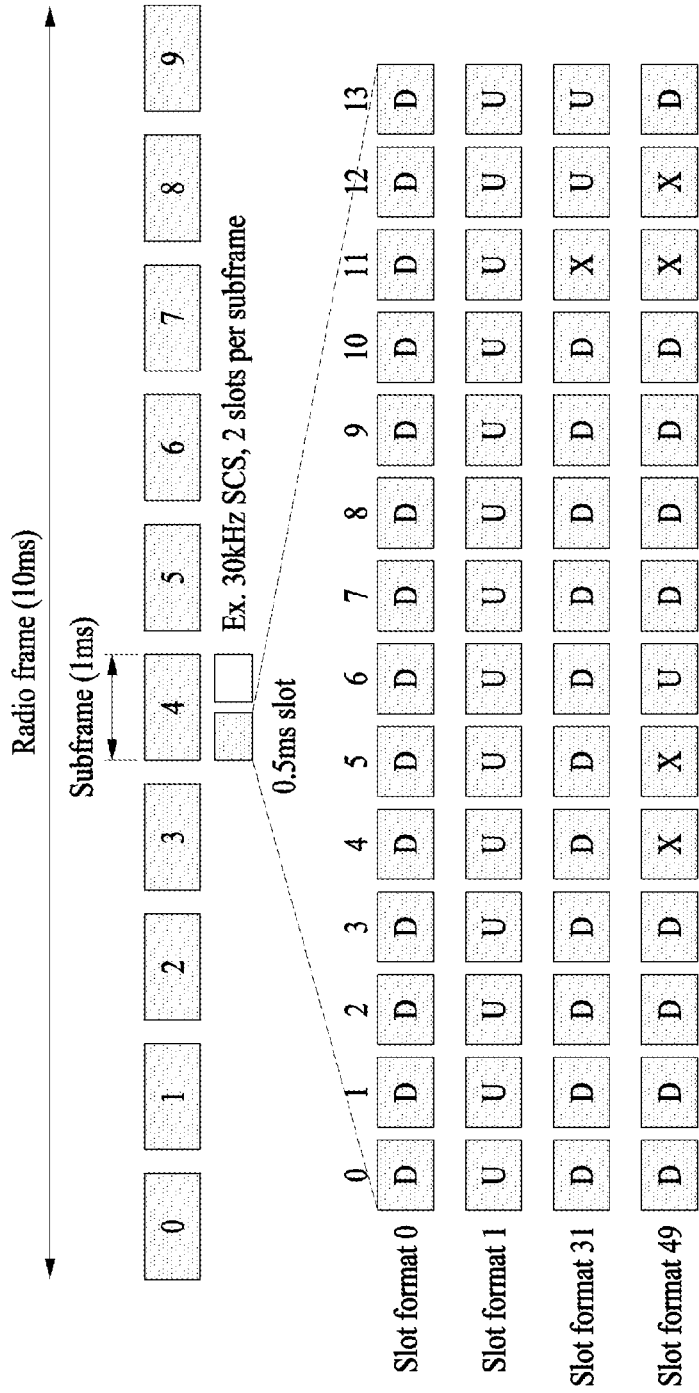 Radio frame (10ms)
Subframe (1ms)
0 1 2 3 4 5 6 7 8 9
Ex. 30kHz SCS, 2 slots per subframe
0.5ms slot
0 1 2 3 4 5 6 7 8 9 10 11 12 13
Slot format 0 D D D D D D D D D D D D D D
Slot format 1 U U U U U U U U U U U U U U
Slot format 31 D D D D D D D D D D D X U U
Slot format 49 D D D D X X U D D D D X X D